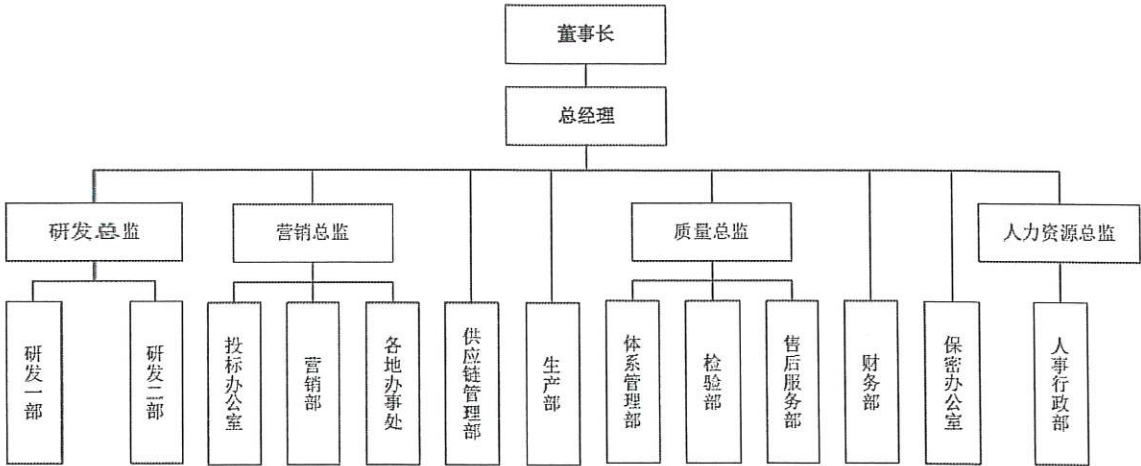 董事长
总经理
研发总监
营销总监
质量总监
人力资源总监
研发一部
研发二部
投标办公室
营销部
各地办事处
供应链管理部
生产部
体系管理部
检验部
售后服务部
财务部
保密办公室
人事行政部